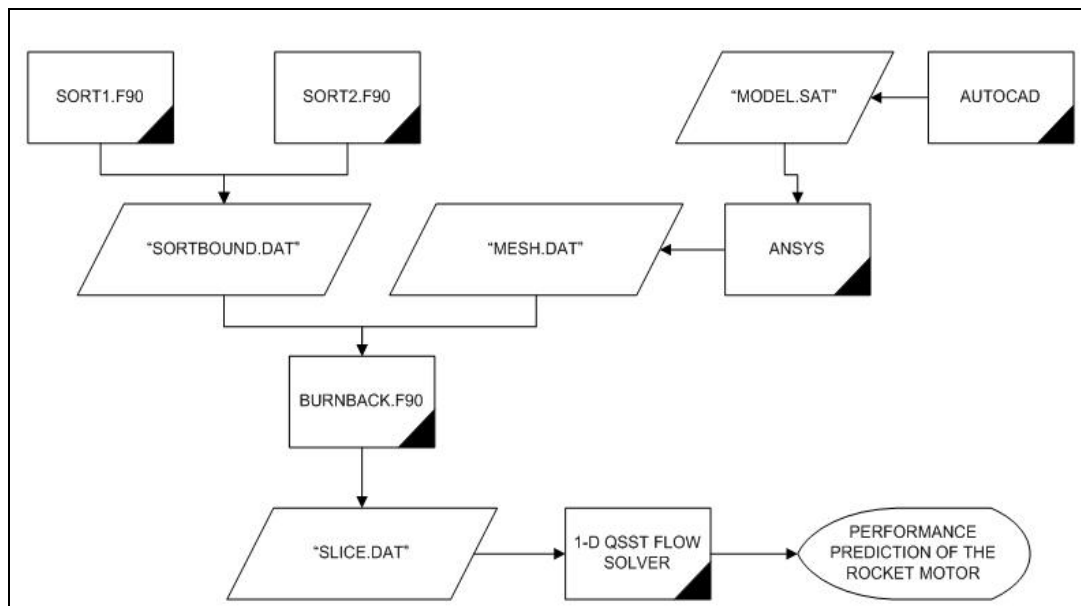 SORT1.F90
SORT2.F90
“MODEL.SAT”
AUTOCAD
“SORTBOUND.DAT”
“MESH.DAT”
ANSYS
BURNBACK.F90
“SLICE.DAT”
1-D QSST FLOW
SOLVER
PERFORMANCE
PREDICTION OF THE
ROCKET MOTOR